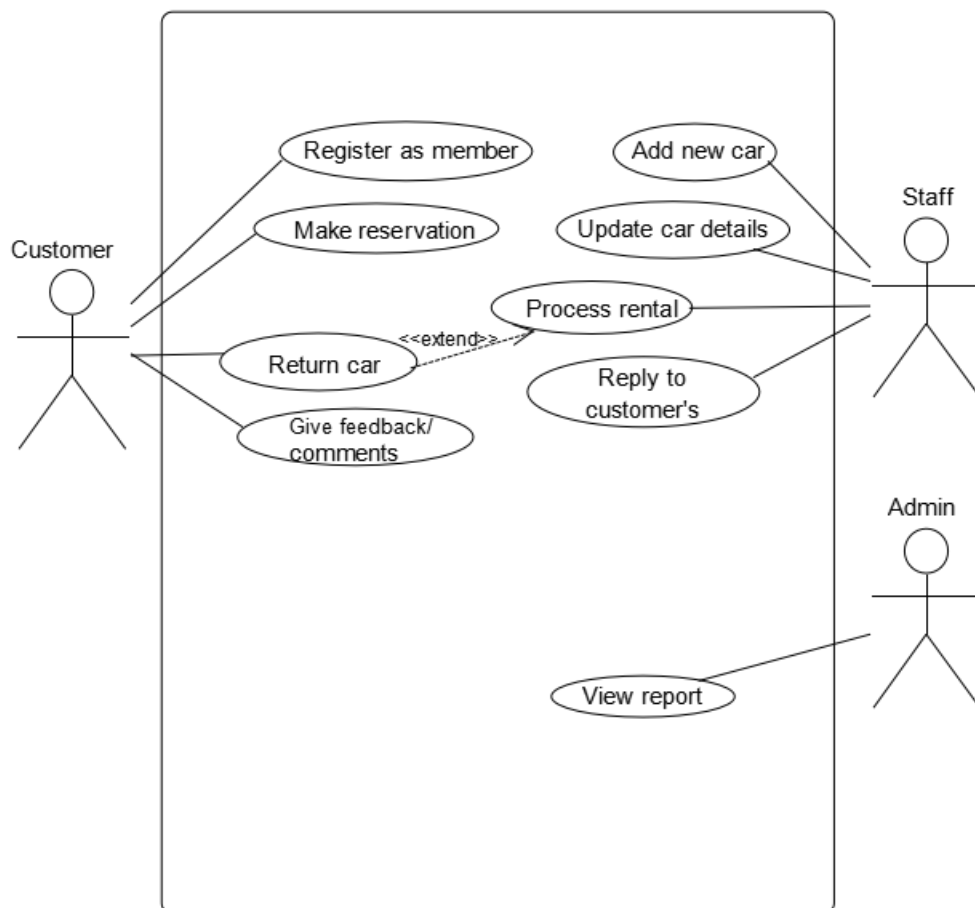 Register as member
Add new car
Staff
Make reservation
Update car details
Customer
Process rental
<<extend>>
Return car
Reply to
customer's
Give feedback/
comments
Admin
View report